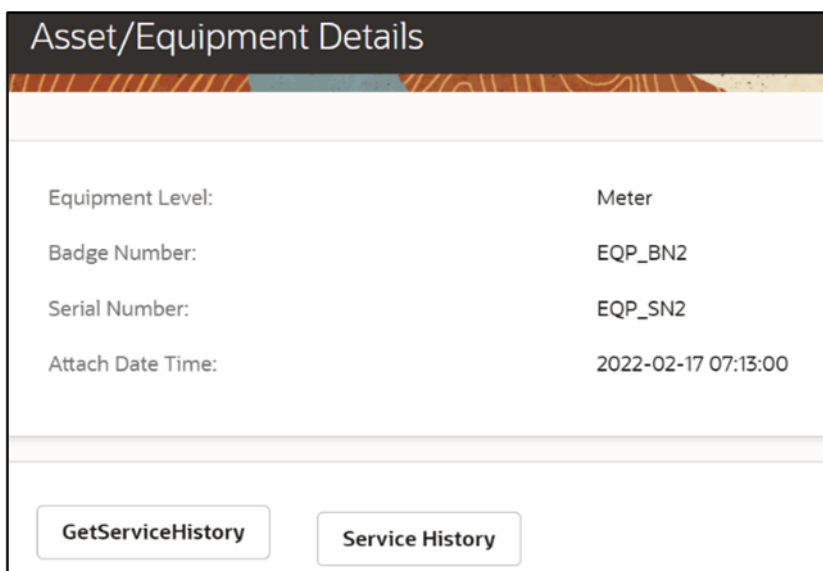 Asset/Equipment Details
Equipment Level: Meter
Badge Number: EQP_BN2
Serial Number: EQP_SN2
Attach Date Time: 2022-02-17 07:13:00
GetServiceHistory Service History